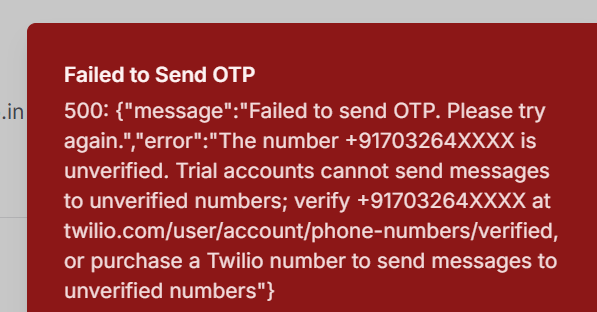 Failed to Send OTP
.in
500: {"message":"Failed to send OTP. Please try
again.","error":"The number +91703264XXXX is
unverified. Trial accounts cannot send messages
to unverified numbers; verify +91703264XXXX at
twilio.com/user/account/phone-numbers/verified,
or purchase a Twilio number to send messages to
unverified numbers"}